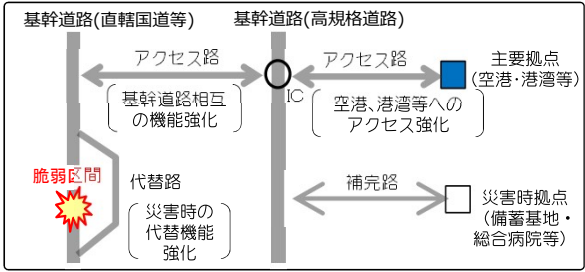 基幹道路(直轄国道等)
基幹道路(高規格道路)
アクセス路
基幹道路相互
の機能強化
IC
アクセス路
空港、港湾等への
アクセス強化
主要拠点
(空港・港湾等)
脆弱区間
代替路
災害時の
代替機能
強化
補完路
災害時拠点
(備蓄基地・
総合病院等)